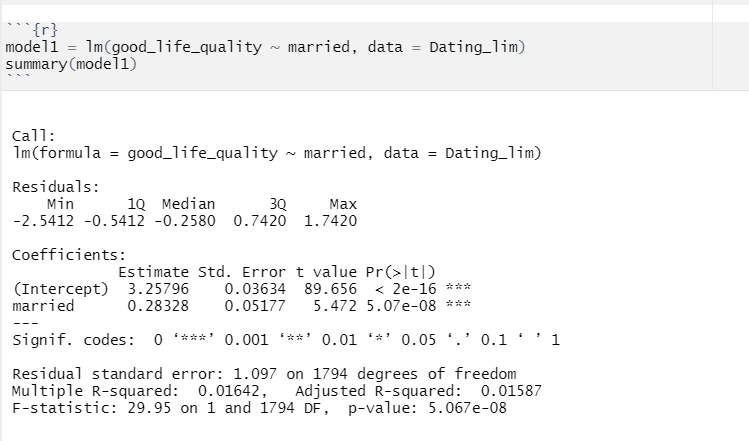 ```{r}
model1 = lm(good_life_quality ~ married, data = Dating_lim)
summary(model1)
```
Call:
lm(formula = good_life_quality ~ married, data = Dating_lim)
Residuals:
    Min      1Q  Median      3Q     Max
-2.5412 -0.5412 -0.2580  0.7420  1.7420
Coefficients:
            Estimate Std. Error t value Pr(>|t|)
(Intercept)  3.25796    0.03634  89.656  < 2e-16 ***
married      0.28328    0.05177   5.472 5.07e-08 ***
---
Signif. codes:  0 ‘***’ 0.001 ‘**’ 0.01 ‘*’ 0.05 ‘.’ 0.1 ‘ ’ 1
Residual standard error: 1.097 on 1794 degrees of freedom
Multiple R-squared:  0.01642,   Adjusted R-squared:  0.01587
F-statistic: 29.95 on 1 and 1794 DF,  p-value: 5.067e-08